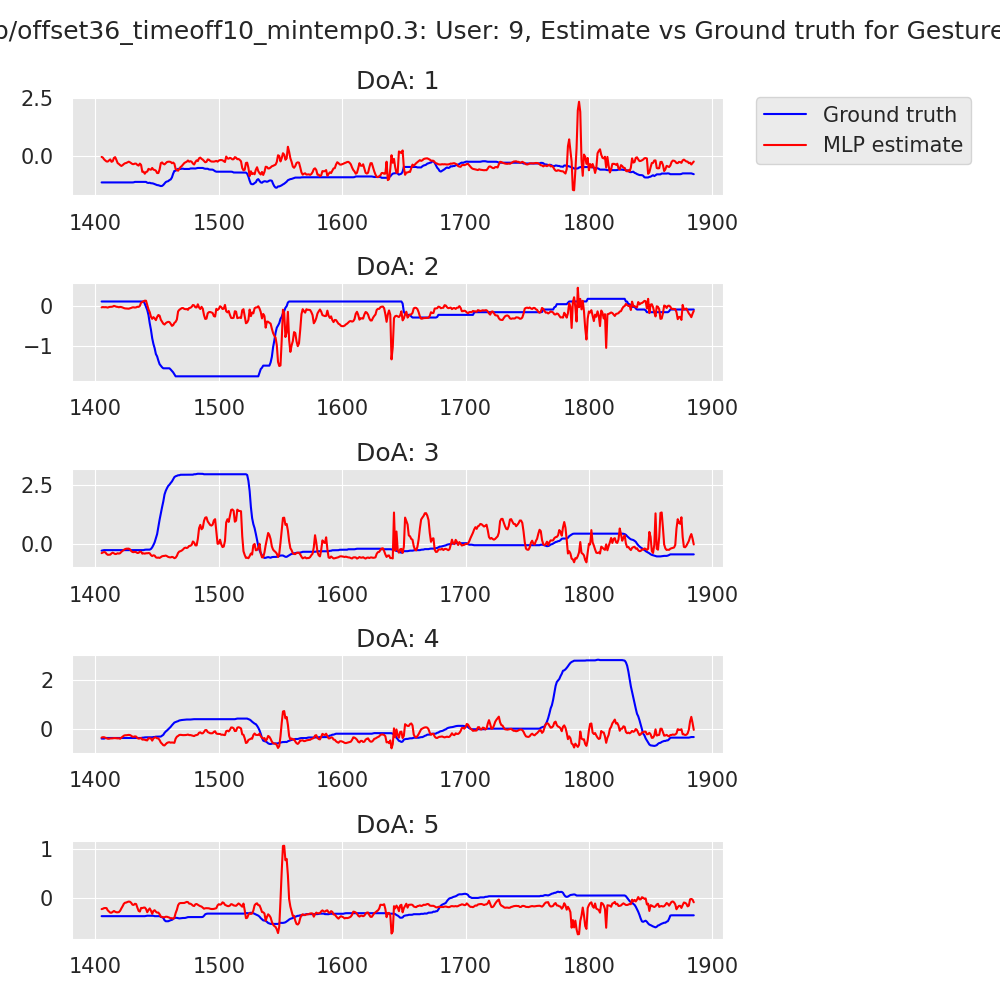 o/offset36_timeoff10_mintemp0.3: User: 9, Estimate vs Ground truth for Gesture
DoA: 1
2.5
0.0
1400 1500 1600 1700 1800 1900
Ground truth
MLP estimate
DoA: 2
0
−1
1400 1500 1600 1700 1800 1900
DoA: 3
2.5
0.0
1400 1500 1600 1700 1800 1900
DoA: 4
2
0
1400 1500 1600 1700 1800 1900
DoA: 5
1
0
1400 1500 1600 1700 1800 1900